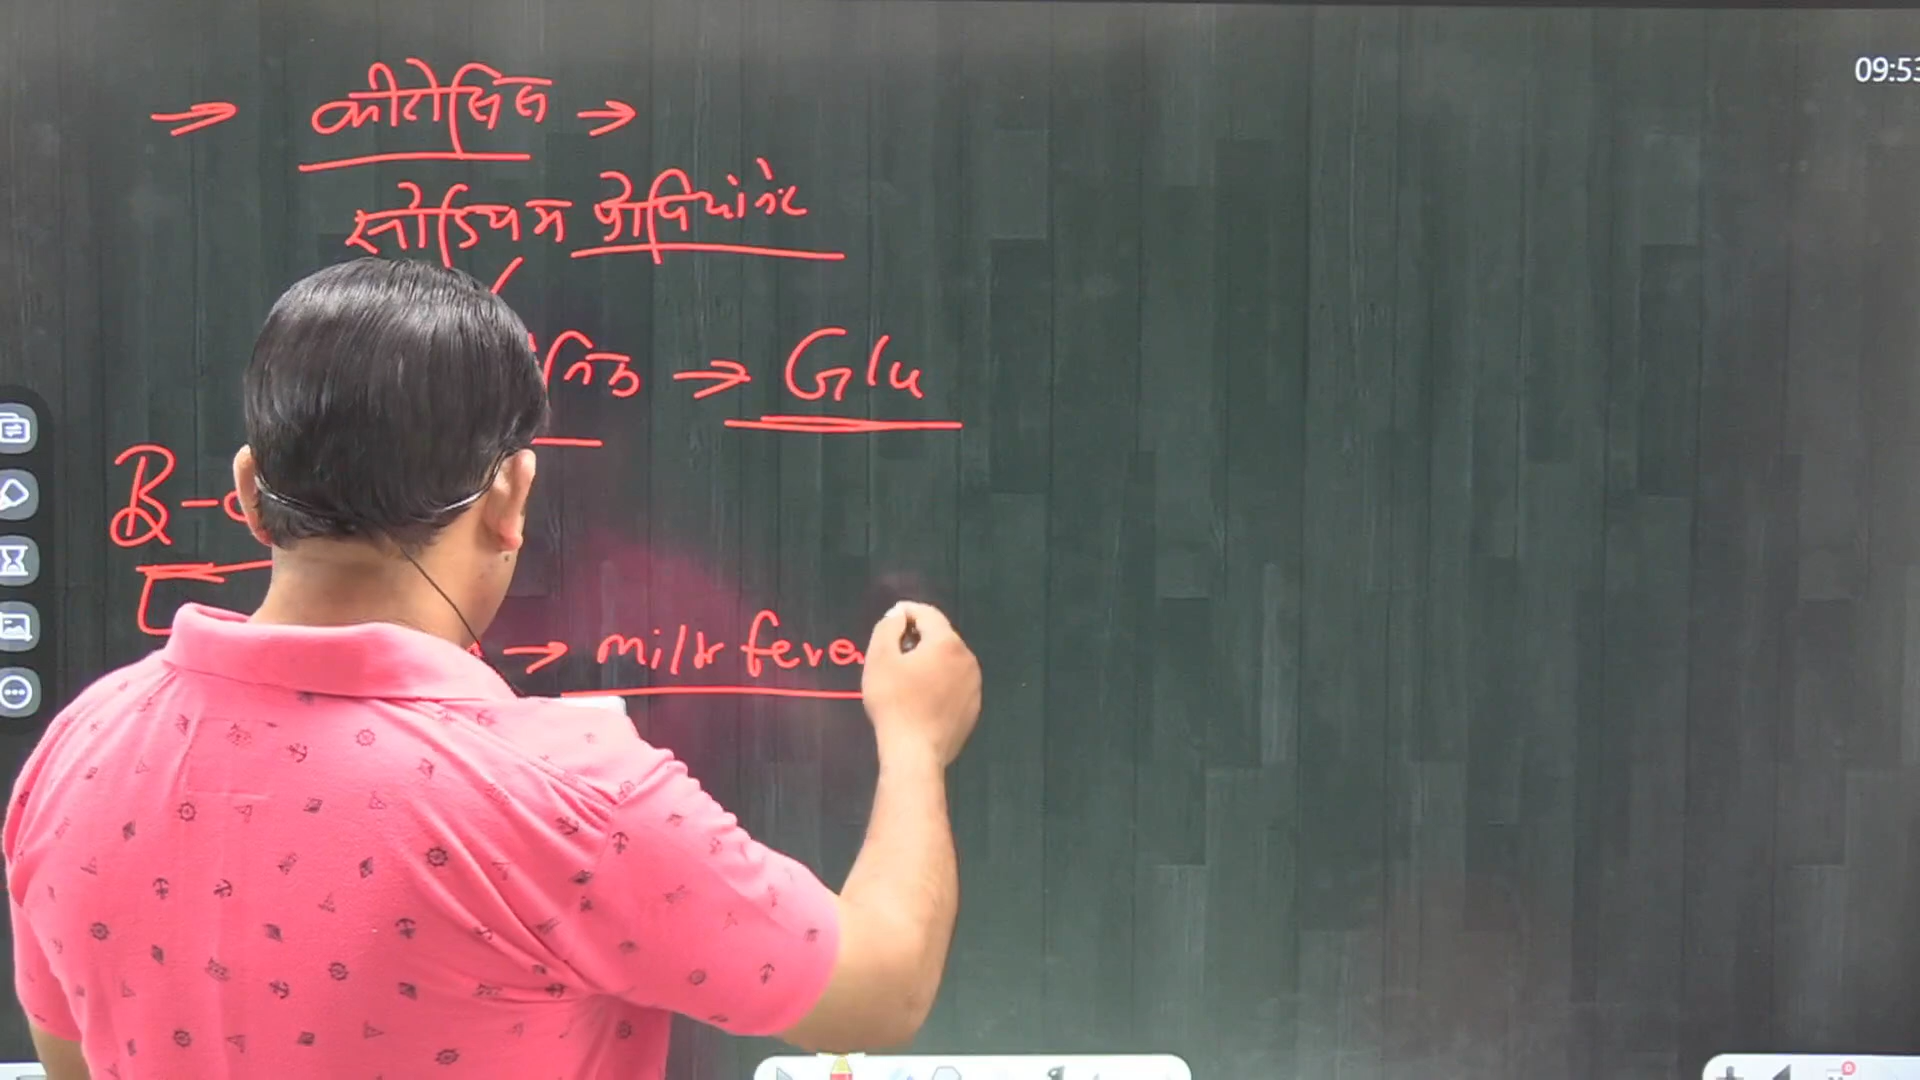 09:53
→ कीटोसिस →
सोडियम प्रोपियोनेट
→ Glu
B-
→ milk fever